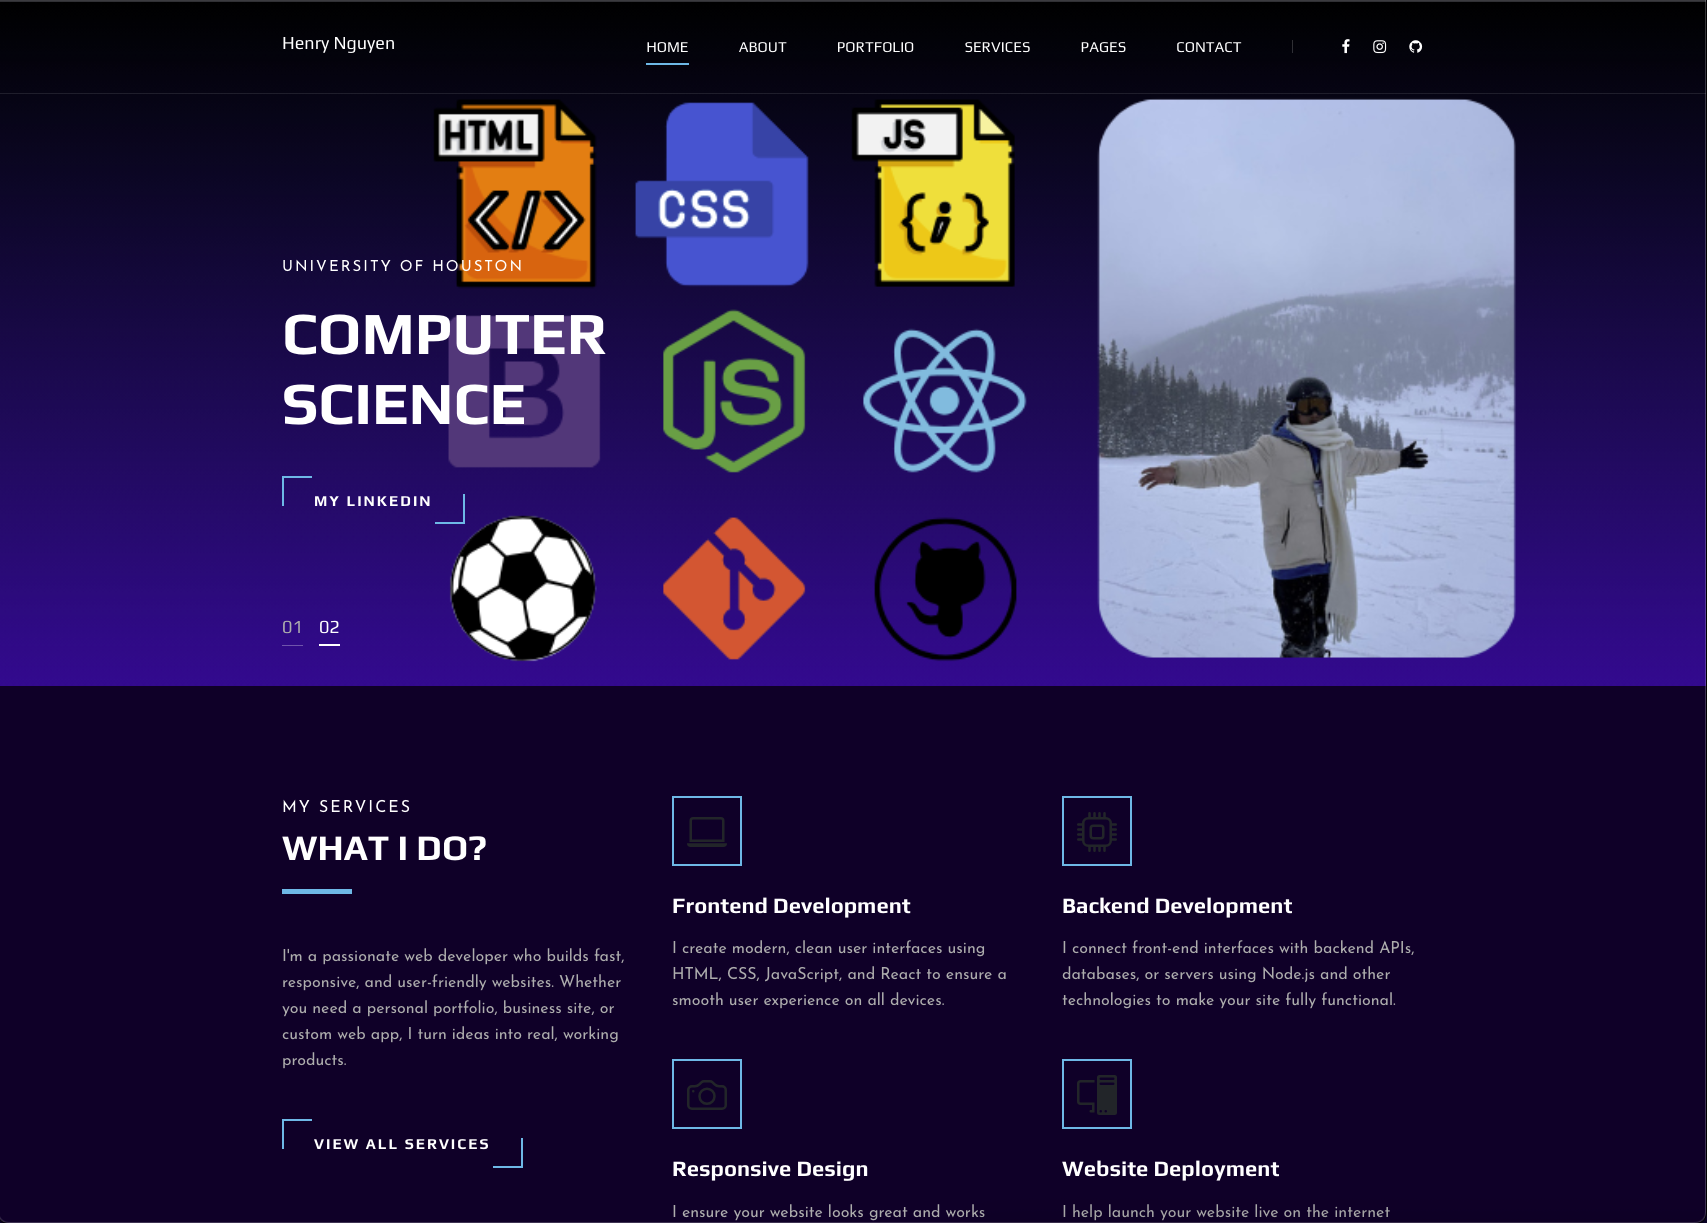 Henry Nguyen
HOME ABOUT PORTFOLIO SERVICES PAGES CONTACT
HTML
CSS
JS
</>
{i}
UNIVERSITY OF HOUSTON
COMPUTER
SCIENCE
B
JS
MY LINKEDIN
01 02
MY SERVICES
WHAT I DO?
I'm a passionate web developer who builds fast,
responsive, and user-friendly websites. Whether
you need a personal portfolio, business site, or
custom web app, I turn ideas into real, working
products.
VIEW ALL SERVICES
Frontend Development
I create modern, clean user interfaces using
HTML, CSS, JavaScript, and React to ensure a
smooth user experience on all devices.
Backend Development
I connect front-end interfaces with backend APIs,
databases, or servers using Node.js and other
technologies to make your site fully functional.
Responsive Design
I ensure your website looks great and works
Website Deployment
I help launch your website live on the internet